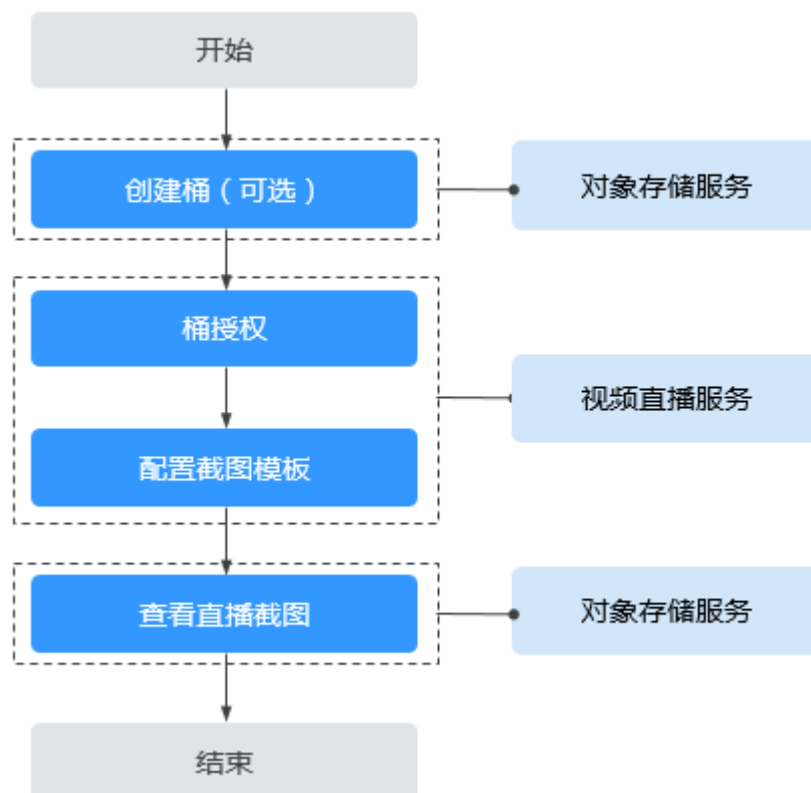 开始
创建桶（可选）
对象存储服务
桶授权
视频直播服务
配置截图模板
查看直播截图
对象存储服务
结束